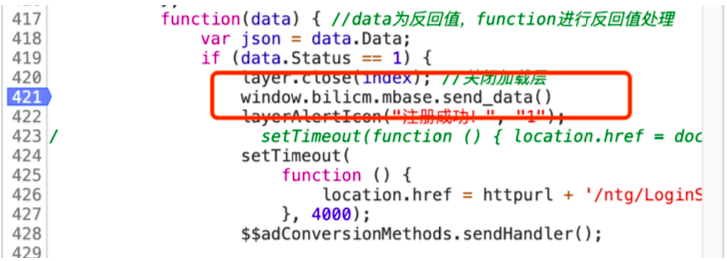 417 function(data) { //data为反回值，function进行反回值处理
418 var json = data.Data;
419 if (data.Status == 1) {
420 layer.close(index); //关闭加载层
421 window.bilicm.mbase.send_data()
422 layerAlertIcon("注册成功！", "1");
423 / setTimeout(function () { location.href = doc
424 setTimeout(
425 function () {
426 location.href = httpurl + '/ntg/LoginS
427 }, 4000);
428 $$adConversionMethods.sendHandler();
429